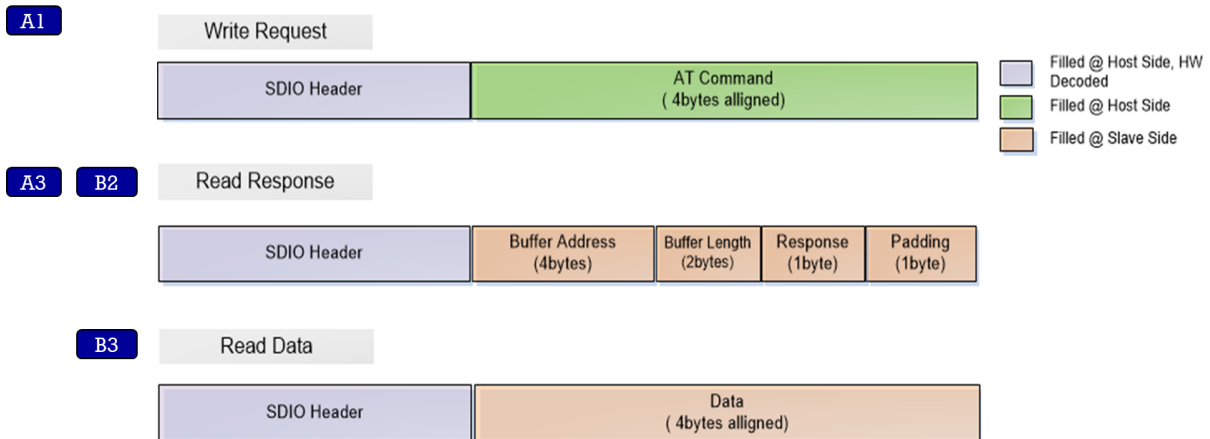 A1
Write Request
SDIO Header
AT Command
( 4bytes alligned)
Filled @ Host Side, HW
Decoded
Filled @ Host Side
Filled @ Slave Side
A3
B2
Read Response
SDIO Header
Buffer Address
(4bytes)
Buffer Length
(2bytes)
Response
(1byte)
Padding
(1byte)
B3
Read Data
SDIO Header
Data
( 4bytes alligned)